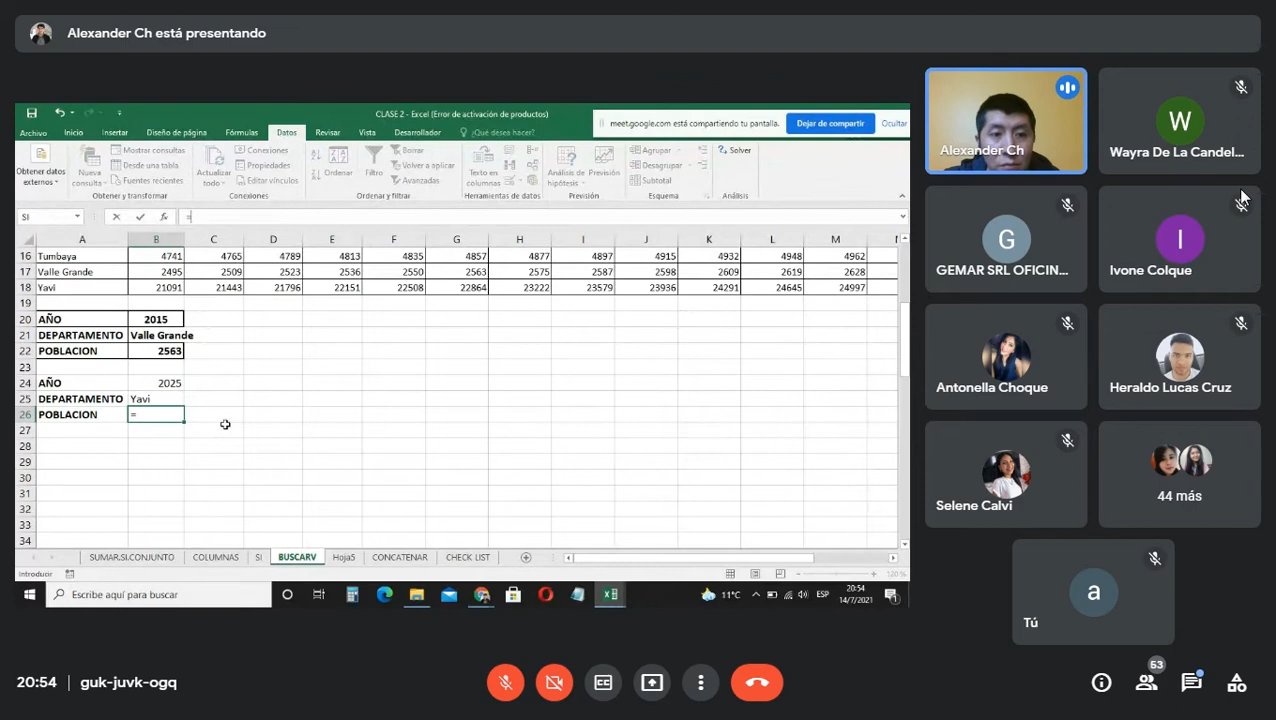 Alexander Ch está presentando
CLASE 2 - Excel (Error de activación de productos)
meet.google.com está compartiendo tu pantalla.
Dejar de compartir
Ocultar
Archivo Inicio Insertar Diseño de página Fórmulas Datos Revisar Vista Desarrollador ¿Qué desea hacer?
Obtener datos externos
Nueva consulta
Mostrar consultas
Desde una tabla
Fuentes recientes
Obtener y transformar
Actualizar todo
Conexiones
Propiedades
Editar vínculos
Conexiones
Ordenar
Filtro
Borrar
Volver a aplicar
Avanzadas
Ordenar y filtrar
Texto en columnas
Herramientas de datos
Análisis de hipótesis
Previsión
Previsión
Agrupar
Desagrupar
Subtotal
Esquema
Solver
Análisis
SI
fx
=
A B C D E F G H I J K L M
16 Tumbaya 4741 4765 4789 4813 4835 4857 4877 4897 4915 4932 4948 4962
17 Valle Grande 2495 2509 2523 2536 2550 2563 2575 2587 2598 2609 2619 2628
18 Yavi 21091 21443 21796 22151 22508 22864 23222 23579 23936 24291 24645 24997
19
20 AÑO 2015
21 DEPARTAMENTO Valle Grande
22 POBLACION 2563
23
24 AÑO 2025
25 DEPARTAMENTO Yavi
26 POBLACION =
27
28
29
30
31
32
33
34
SUMAR.SI.CONJUNTO COLUMNAS SI BUSCARV Hoja5 CONCATENAR CHECK LIST
Introducir
120 %
Escribe aquí para buscar
11°C
ESP
20:54
14/7/2021
1
Alexander Ch
W
Wayra De La Candel...
G
GEMAR SRL OFICIN...
I
Ivone Colque
Antonella Choque
Heraldo Lucas Cruz
Selene Calvi
44 más
a
Tú
20:54 guk-juvk-ogq
53